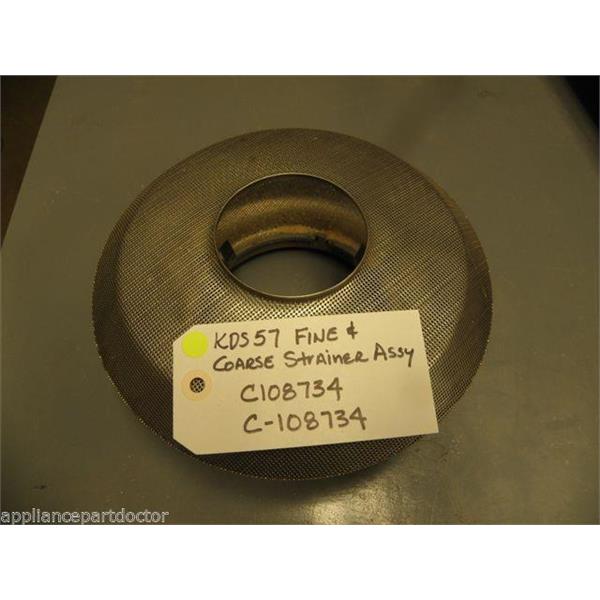 KDS57 FINE &
COARSE STrAINEr ASSY
C108734
C-108734
appliancepartdoctor